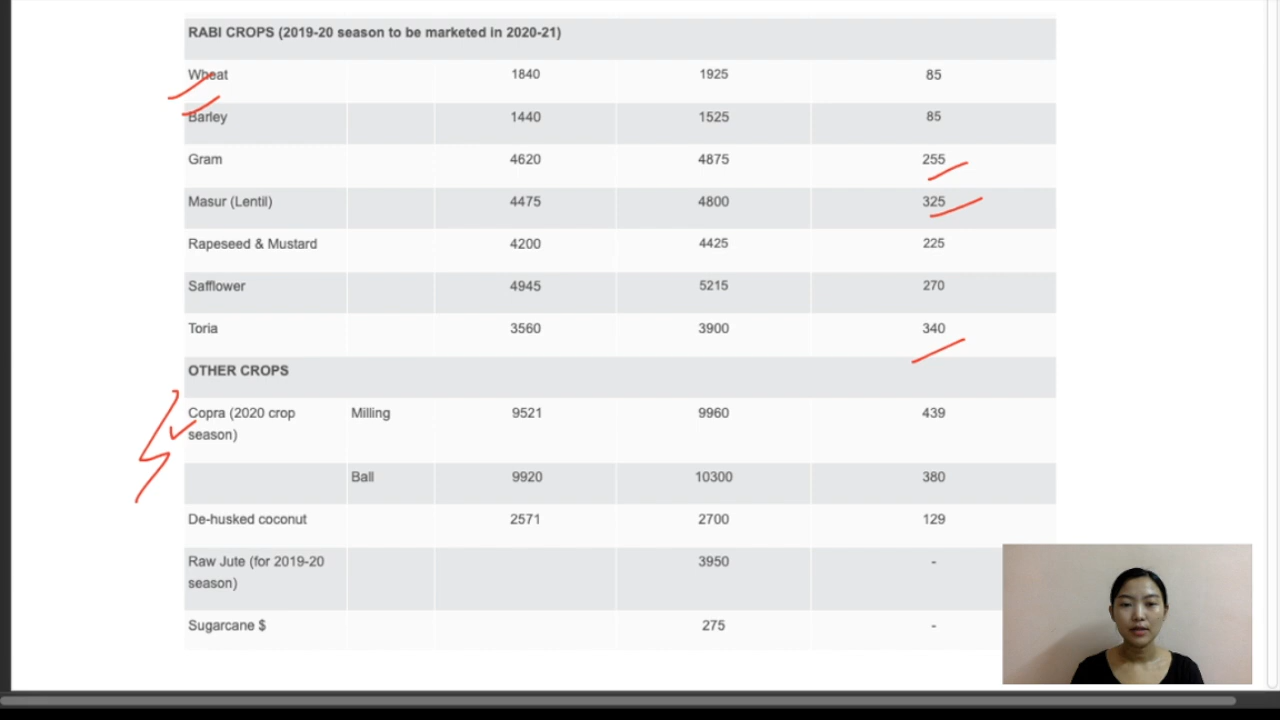 RABI CROPS (2019-20 season to be marketed in 2020-21)
Wheat 1840 1925 85
Barley 1440 1525 85
Gram 4620 4875 255
Masur (Lentil) 4475 4800 325
Rapeseed & Mustard 4200 4425 225
Safflower 4945 5215 270
Toria 3560 3900 340
OTHER CROPS
Copra (2020 crop Milling 9521 9960 439
season)
Ball 9920 10300 380
De-husked coconut 2571 2700 129
Raw Jute (for 2019-20 3950 -
season)
Sugarcane $ 275 -